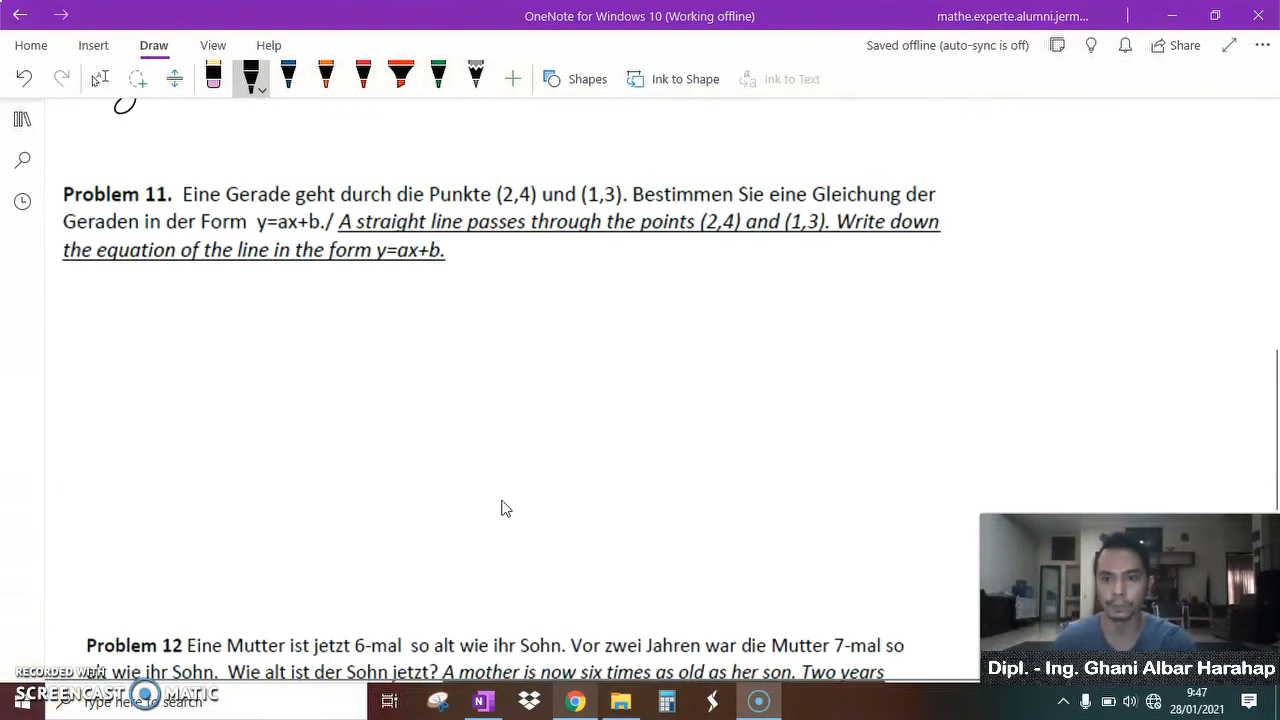 OneNote for Windows 10 (Working offline)
mathe.experte.alumni.jerm...
Home Insert Draw View Help
Saved offline (auto-sync is off)
Share
Shapes
Ink to Shape
Ink to Text
Problem 11. Eine Gerade geht durch die Punkte (2,4) und (1,3). Bestimmen Sie eine Gleichung der
Geraden in der Form y=ax+b./ A straight line passes through the points (2,4) and (1,3). Write down
the equation of the line in the form y=ax+b.
Problem 12 Eine Mutter ist jetzt 6-mal so alt wie ihr Sohn. Vor zwei Jahren war die Mutter 7-mal so
wie ihr Sohn. Wie alt ist der Sohn jetzt? A mother is now six times as old as her son. Two years
RECORDED WITH
SCREENCAST MATIC
Type here to search
Dipl. - Ing. Ghani Albar Harahap
9:47
28/01/2021